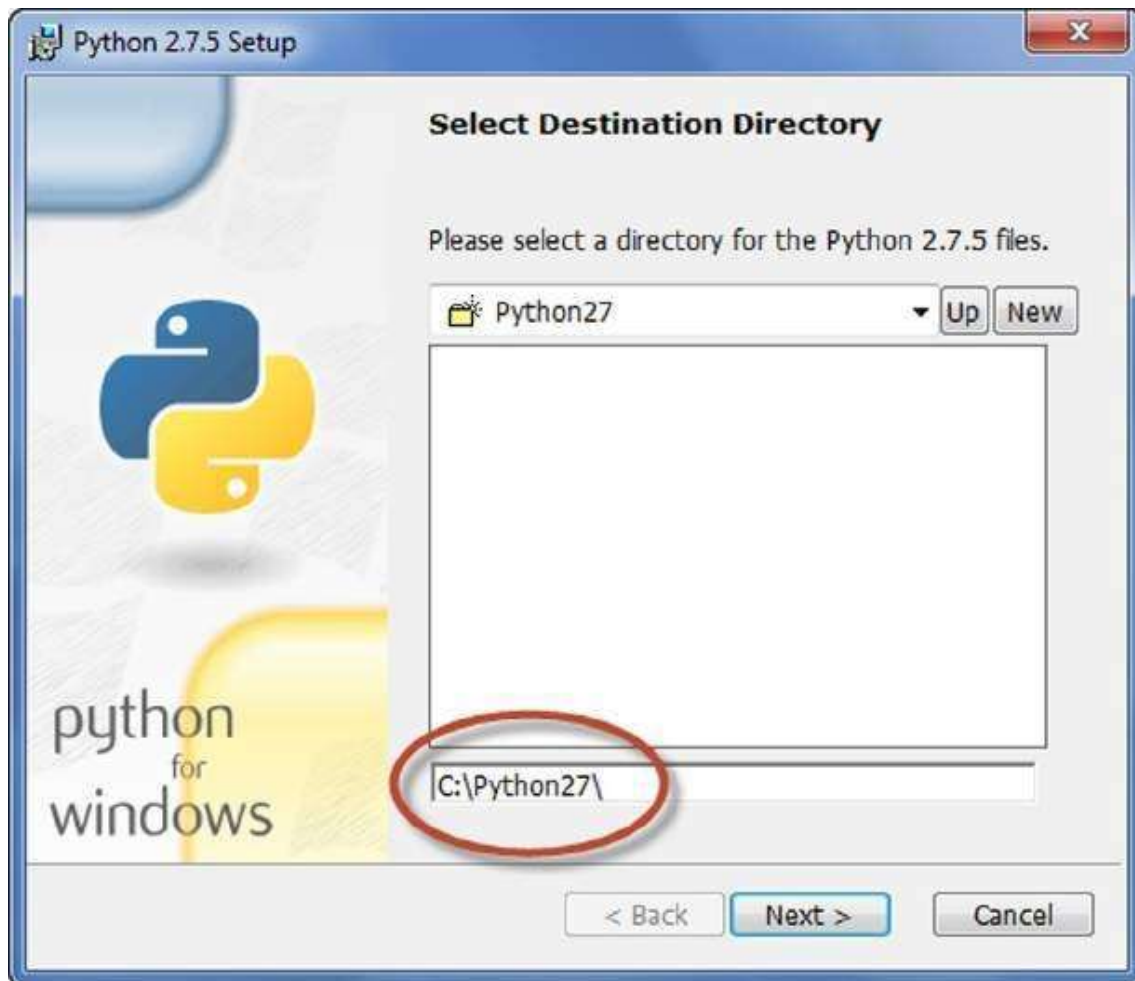 Python 2.7.5 Setup
Select Destination Directory
Please select a directory for the Python 2.7.5 files.
Python27
Up
New
python
for
windows
C:\Python27\
< Back
Next >
Cancel